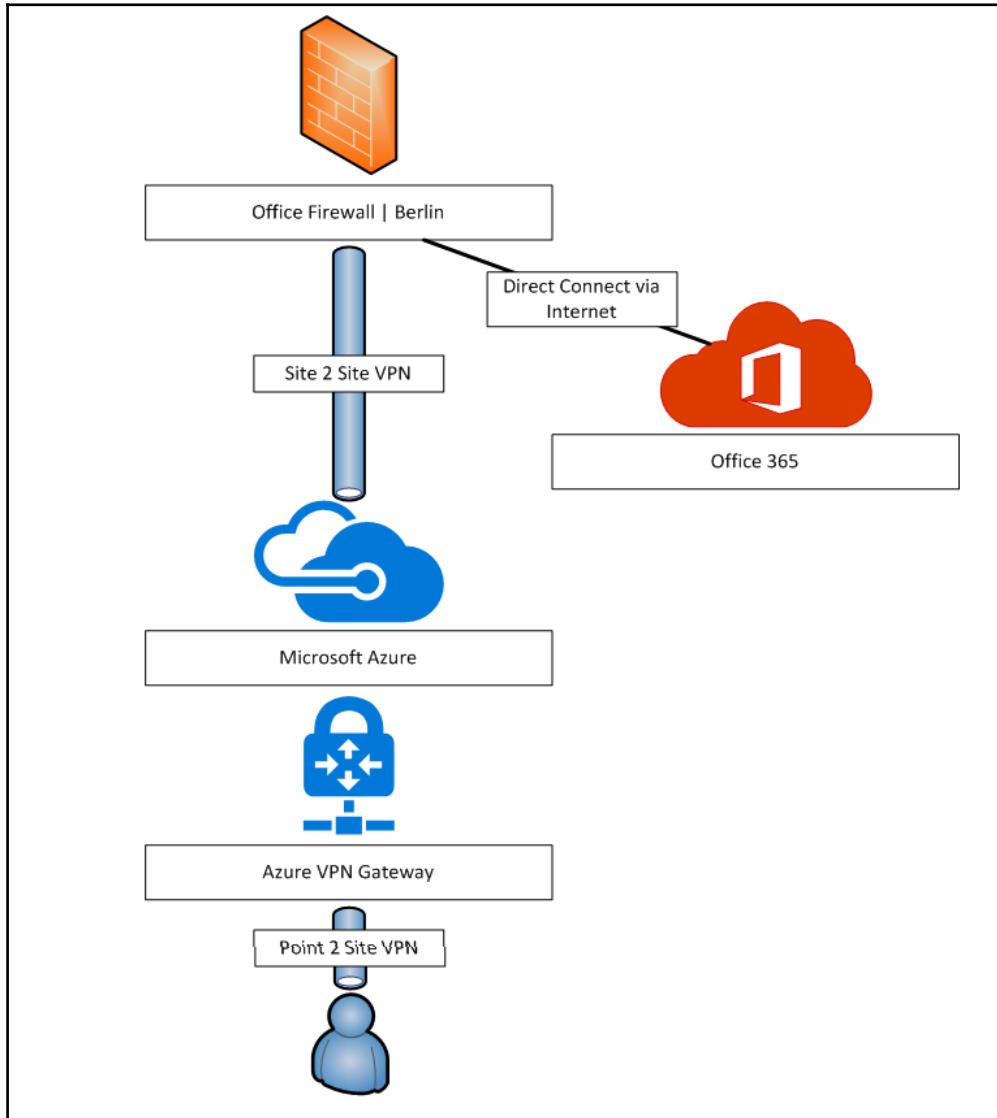 Office Firewall | Berlin
Direct Connect via
Internet
Site 2 Site VPN
Office 365
Microsoft Azure
Azure VPN Gateway
Point 2 Site VPN